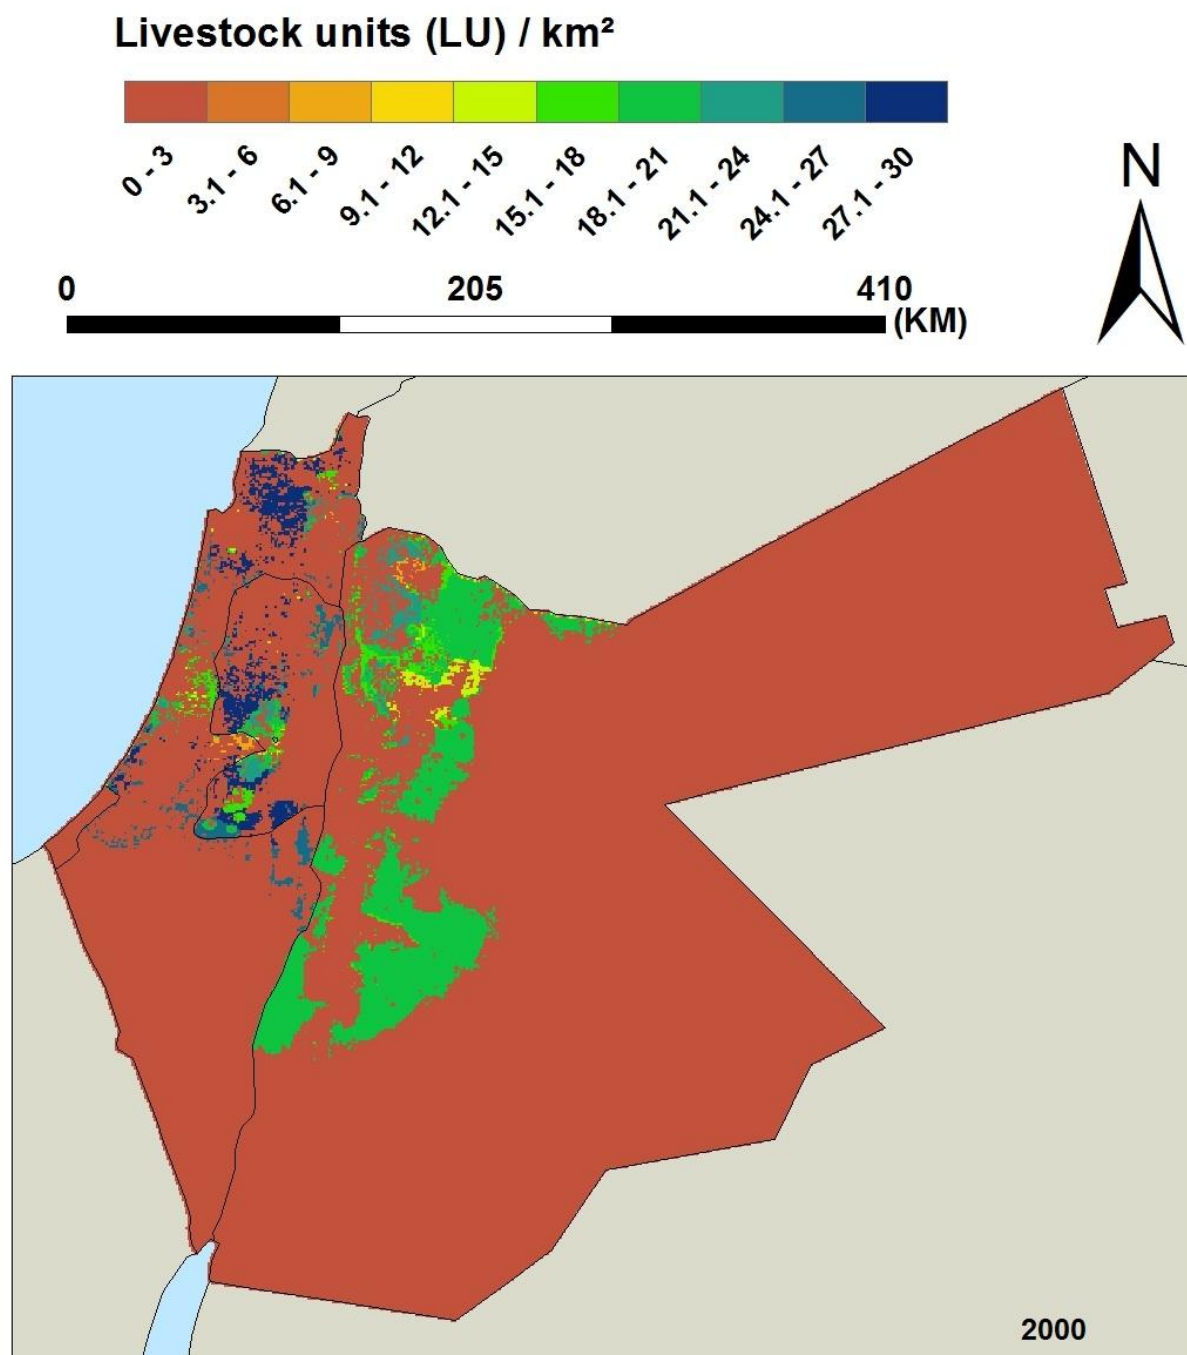 Livestock units (LU) / km²
0 - 3
3.1 - 6
6.1 - 9
9.1 - 12
12.1 - 15
15.1 - 18
18.1 - 21
21.1 - 24
24.1 - 27
27.1 - 30
N
0 205 410
(KM)
2000